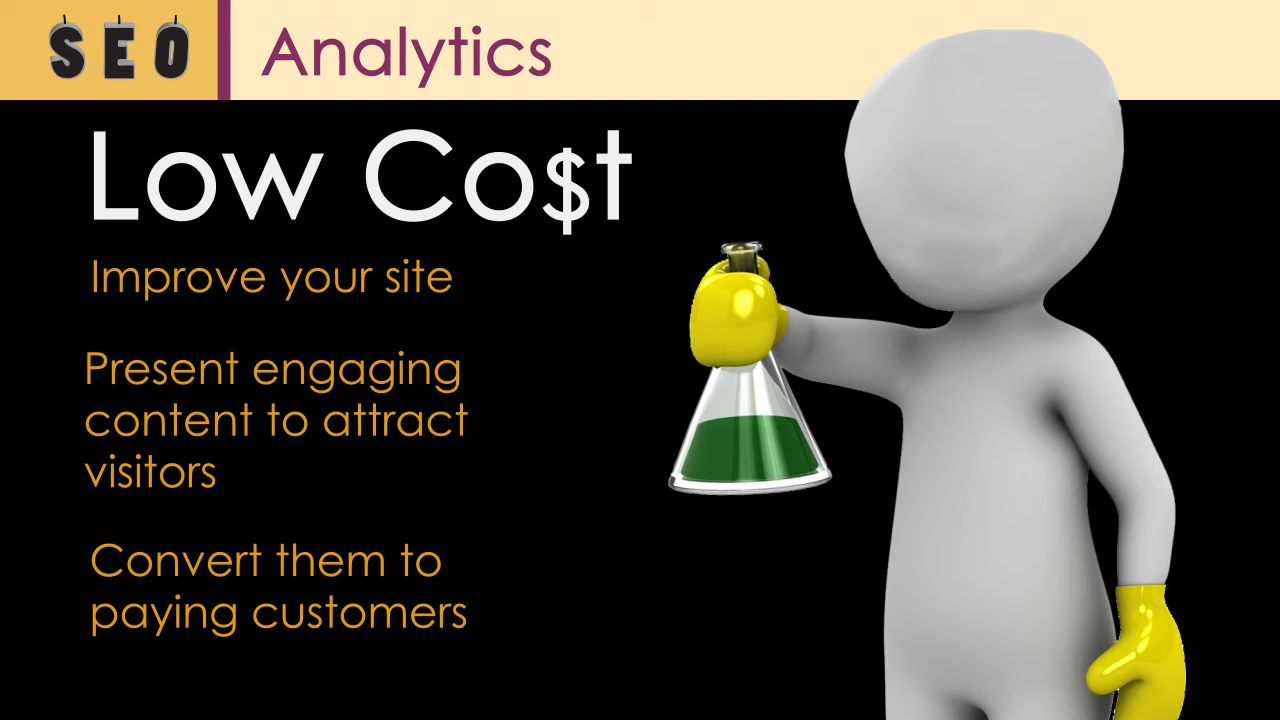 SEO Analytics
Low Co$t
Improve your site
Present engaging
content to attract
visitors
Convert them to
paying customers